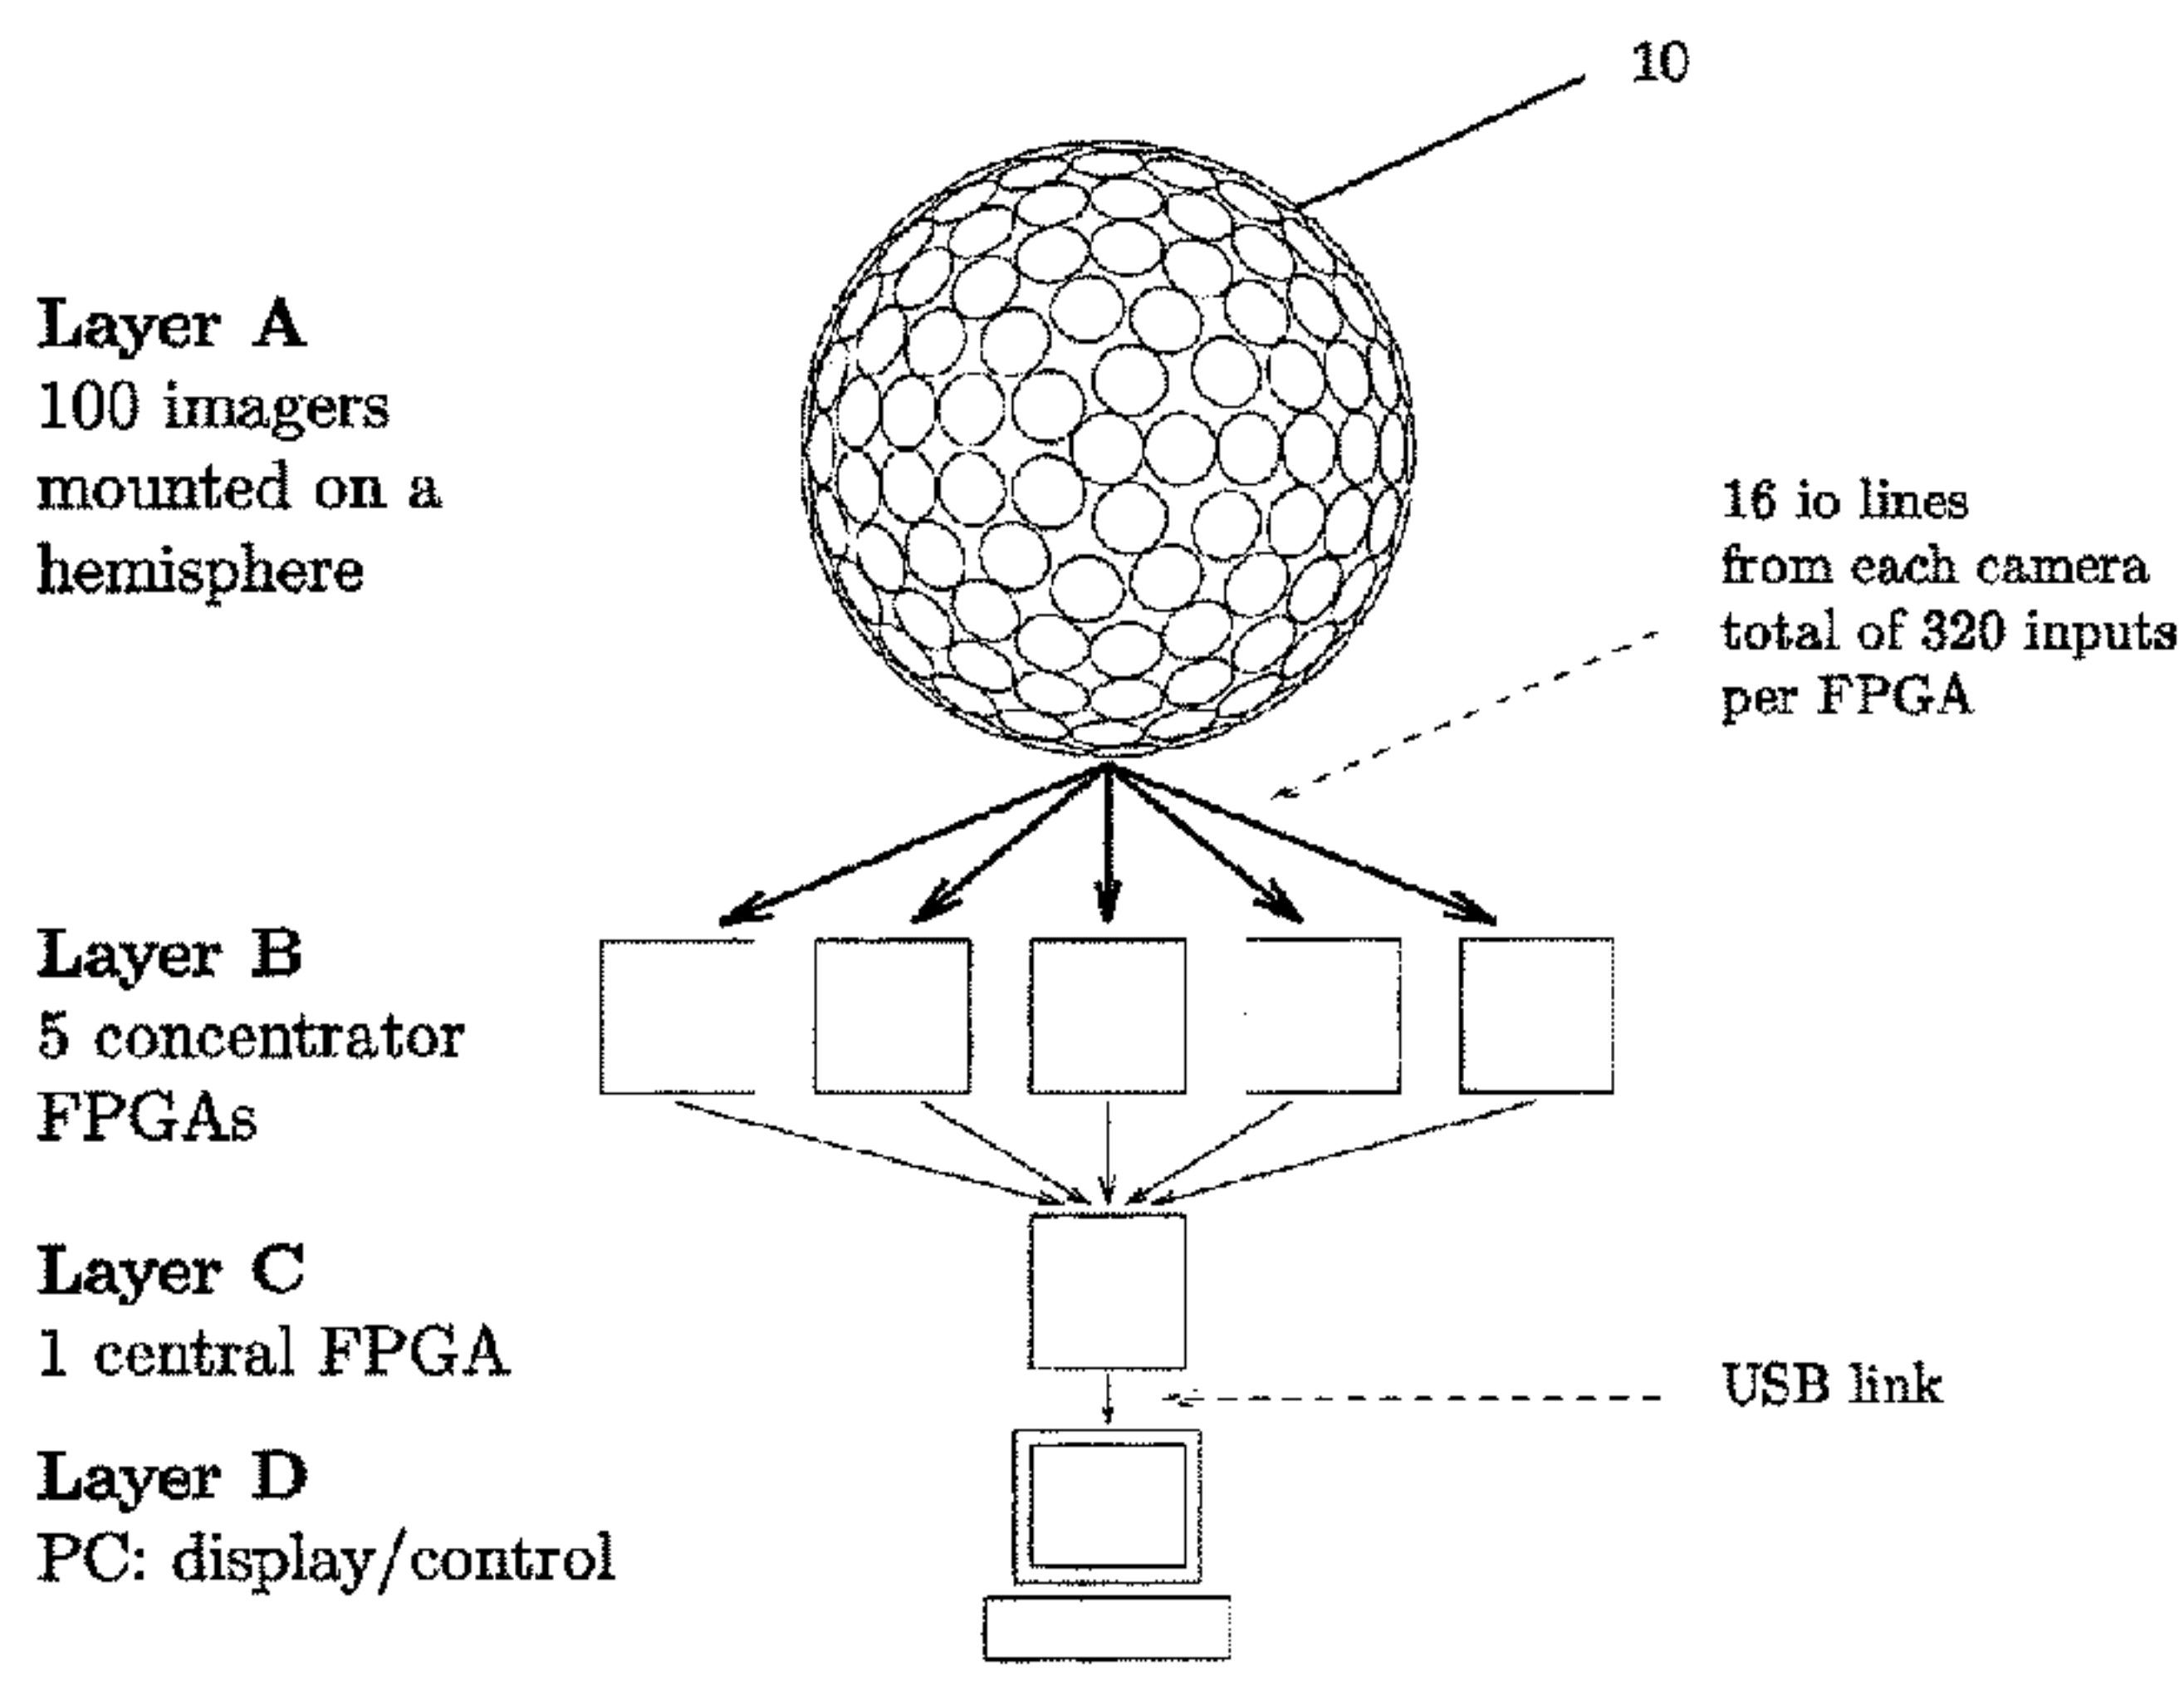 10
Layer A
100 imagers
mounted on a
hemisphere
16 io lines
from each camera
total of 320 inputs
per FPGA
Layer B
5 concentrator
FPGAs
Layer C
1 central FPGA
USB link
Layer D
PC: display/control